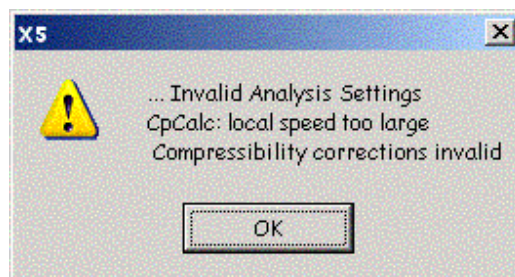 X5
... Invalid Analysis Settings
CpCalc: local speed too large
Compressibility corrections invalid
OK